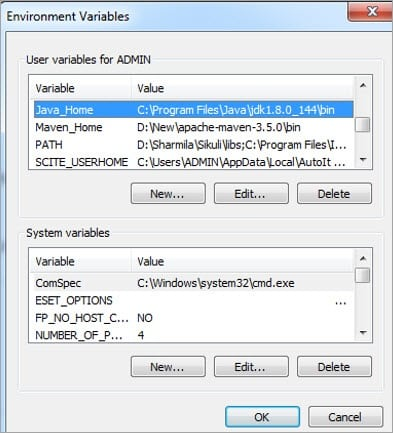 Environment Variables
User variables for ADMIN
Variable Value
Java_Home C:\Program Files\Java\jdk1.8.0_144\bin
Maven_Home D:\New\apache-maven-3.5.0\bin
PATH D:\Sharmila\Sikuli\libs;C:\Program Files\I...
SCITE_USERHOME C:\Users\ADMIN\AppData\Local\AutoIt ...
New... Edit... Delete
System variables
Variable Value
ComSpec C:\Windows\system32\cmd.exe
ESET_OPTIONS ...
FP_NO_HOST_C... NO
NUMBER_OF_P... 4
New... Edit... Delete
OK Cancel